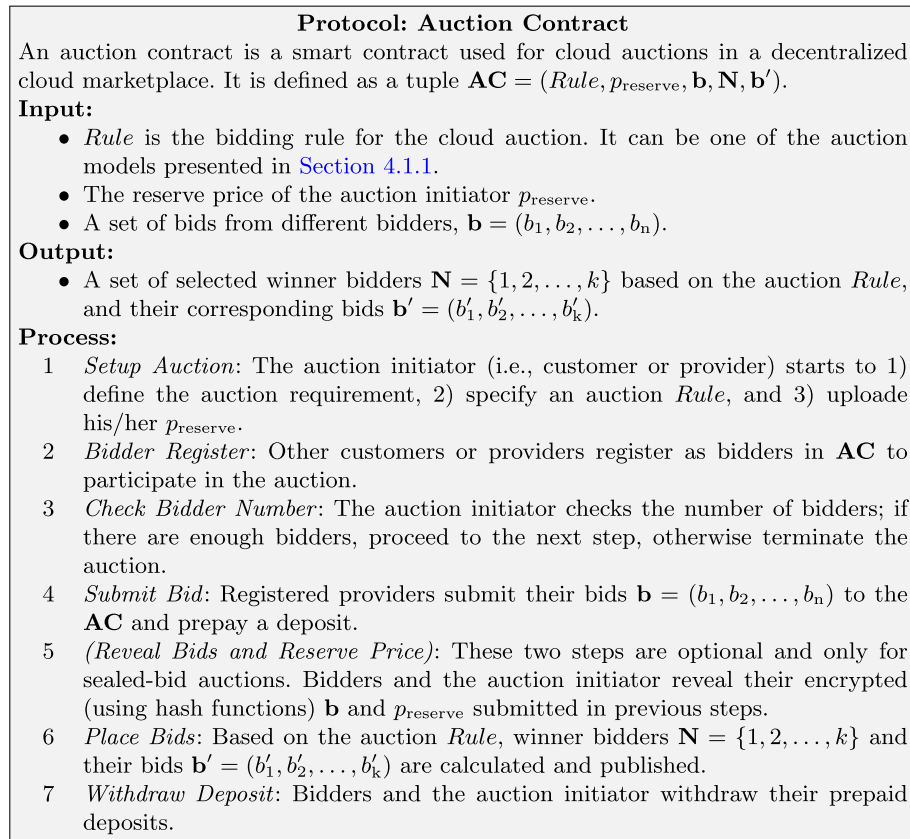 Protocol: Auction Contract
An auction contract is a smart contract used for cloud auctions in a decentralized
cloud marketplace. It is defined as a tuple AC = (Rule, p_reserve, b, N, b′).
Input:
• Rule is the bidding rule for the cloud auction. It can be one of the auction
models presented in Section 4.1.1.
• The reserve price of the auction initiator p_reserve.
• A set of bids from different bidders, b = (b₁, b₂, . . . , bₙ).
Output:
• A set of selected winner bidders N = {1, 2, . . . , k} based on the auction Rule,
and their corresponding bids b′ = (b′₁, b′₂, . . . , b′ₖ).
Process:
1 Setup Auction: The auction initiator (i.e., customer or provider) starts to 1)
define the auction requirement, 2) specify an auction Rule, and 3) uploade
his/her p_reserve.
2 Bidder Register: Other customers or providers register as bidders in AC to
participate in the auction.
3 Check Bidder Number: The auction initiator checks the number of bidders; if
there are enough bidders, proceed to the next step, otherwise terminate the
auction.
4 Submit Bid: Registered providers submit their bids b = (b₁, b₂, . . . , bₙ) to the
AC and prepay a deposit.
5 (Reveal Bids and Reserve Price): These two steps are optional and only for
sealed-bid auctions. Bidders and the auction initiator reveal their encrypted
(using hash functions) b and p_reserve submitted in previous steps.
6 Place Bids: Based on the auction Rule, winner bidders N = {1, 2, . . . , k} and
their bids b′ = (b′₁, b′₂, . . . , b′ₖ) are calculated and published.
7 Withdraw Deposit: Bidders and the auction initiator withdraw their prepaid
deposits.